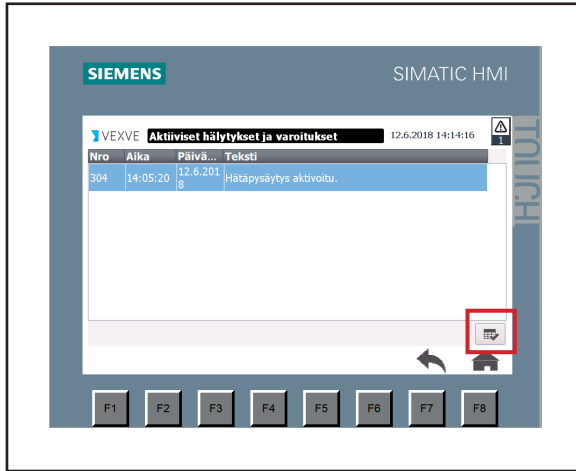 SIEMENS
SIMATIC HMI
TOUCH
VEXVE Aktiiviset hälytykset ja varoitukset 12.6.2018 14:14:16
1
Nro Aika Päivä... Teksti
304 14:05:20 12.6.201
8 Hätäpysäytys aktivoitu.
F1 F2 F3 F4 F5 F6 F7 F8